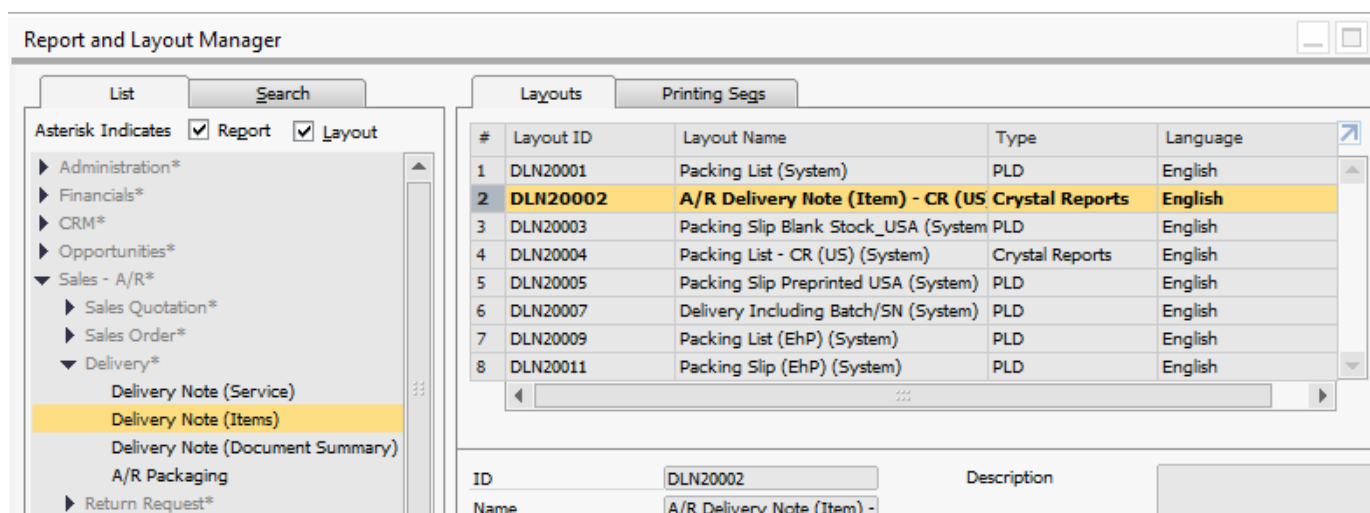 Report and Layout Manager
List Search
Asterisk Indicates Report Layout
Administration*
Financials*
CRM*
Opportunities*
Sales - A/R*
Sales Quotation*
Sales Order*
Delivery*
Delivery Note (Service)
Delivery Note (Items)
Delivery Note (Document Summary)
A/R Packaging
Return Request*
Layouts Printing Seqs
# Layout ID Layout Name Type Language
1 DLN20001 Packing List (System) PLD English
2 DLN20002 A/R Delivery Note (Item) - CR (US Crystal Reports English
3 DLN20003 Packing Slip Blank Stock_USA (System PLD English
4 DLN20004 Packing List - CR (US) (System) Crystal Reports English
5 DLN20005 Packing Slip Preprinted USA (System) PLD English
6 DLN20007 Delivery Including Batch/SN (System) PLD English
7 DLN20009 Packing List (EhP) (System) PLD English
8 DLN20011 Packing Slip (EhP) (System) PLD English
ID DLN20002 Description
Name A/R Delivery Note (Item) -